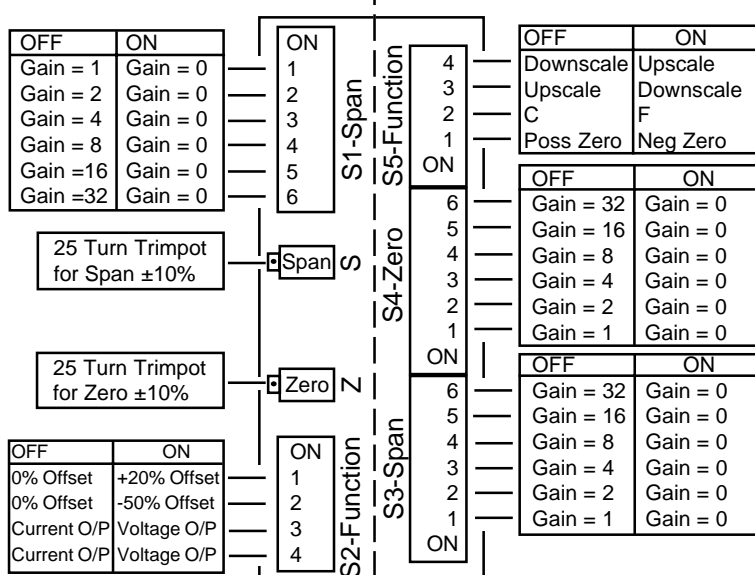 OFF ON
Gain = 1 Gain = 0
Gain = 2 Gain = 0
Gain = 4 Gain = 0
Gain = 8 Gain = 0
Gain =16 Gain = 0
Gain =32 Gain = 0
ON
1
2
3
4
5
6
S1-Span
25 Turn Trimpot
for Span ±10%
Span
S
25 Turn Trimpot
for Zero ±10%
Zero
Z
OFF ON
0% Offset +20% Offset
0% Offset -50% Offset
Current O/P Voltage O/P
Current O/P Voltage O/P
ON
1
2
3
4
S2-Function
S5-Function
4
3
2
1
ON
OFF ON
Downscale Upscale
Upscale Downscale
C F
Poss Zero Neg Zero
S4-Zero
6
5
4
3
2
1
ON
OFF ON
Gain = 32 Gain = 0
Gain = 16 Gain = 0
Gain = 8 Gain = 0
Gain = 4 Gain = 0
Gain = 2 Gain = 0
Gain = 1 Gain = 0
S3-Span
6
5
4
3
2
1
ON
OFF ON
Gain = 32 Gain = 0
Gain = 16 Gain = 0
Gain = 8 Gain = 0
Gain = 4 Gain = 0
Gain = 2 Gain = 0
Gain = 1 Gain = 0